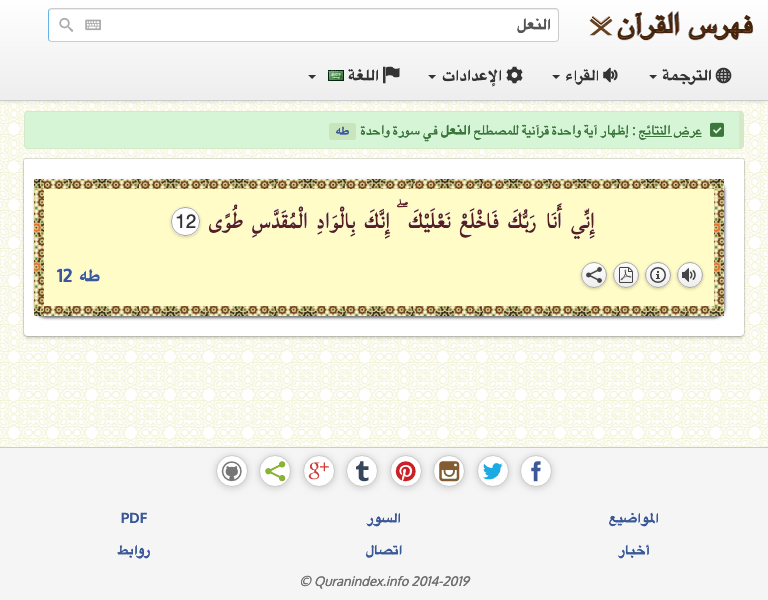 فهرس القرآن
النعل
الترجمة القراء الإعدادات اللغة
عرض النتائج : إظهار آية واحدة قرآنية للمصطلح النعل في سورة واحدة طه
إِنِّي أَنَا رَبُّكَ فَاخْلَعْ نَعْلَيْكَ ۖ إِنَّكَ بِالْوَادِ الْمُقَدَّسِ طُوًى 12
طه 12
المواضيع السور PDF
أخبار اتصال روابط
© Quranindex.info 2014-2019